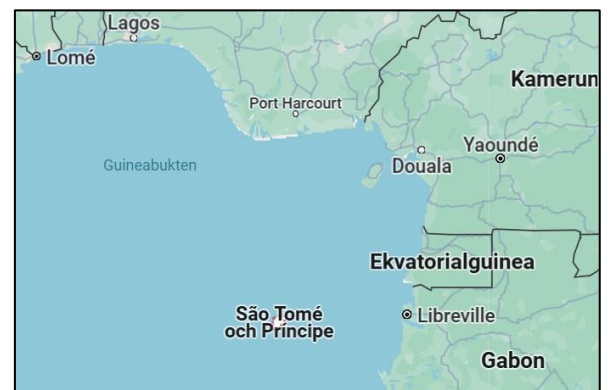 Lagos
Lomé
Kamerun
Port Harcourt
Yaoundé
Guineabukten
Douala
Ekvatorialguinea
São Tomé
och Príncipe
Libreville
Gabon